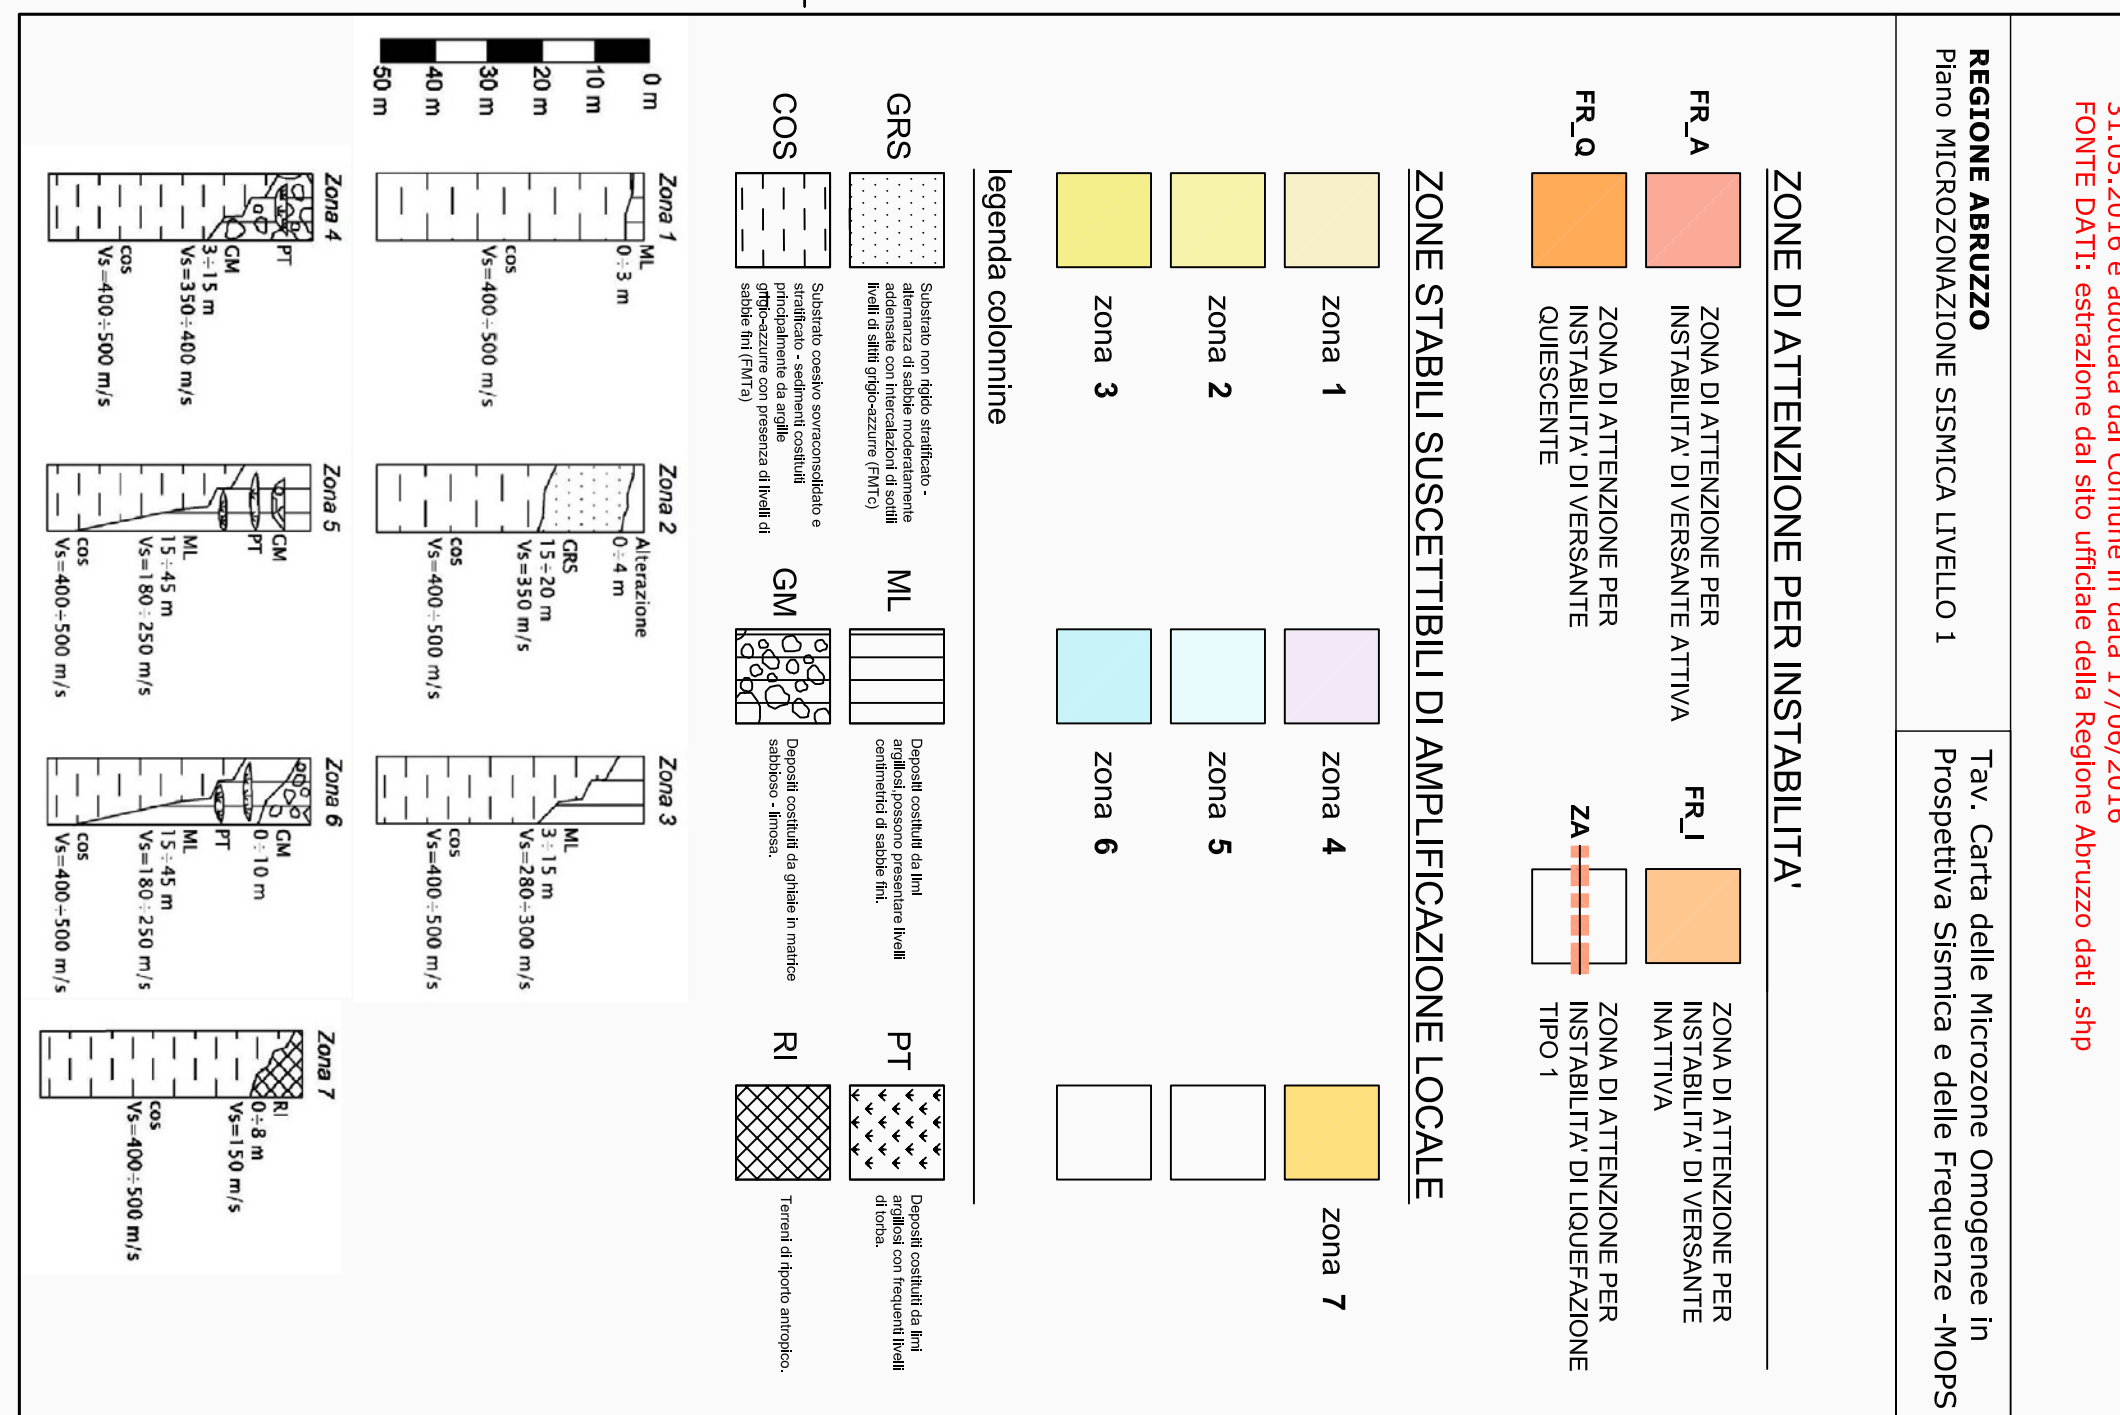 31.05.2016 e adottata dal Comune in data 17/06/2016
FONTE DATI: estrazione dal sito ufficiale della Regione Abruzzo dati .shp
REGIONE ABRUZZO
Piano MICROZONAZIONE SISMICA LIVELLO 1
Tav. Carta delle Microzone Omogenee in
Prospettiva Sismica e delle Frequenze -MOPS
ZONE DI ATTENZIONE PER INSTABILITA'
FR_A
ZONA DI ATTENZIONE PER
INSTABILITA' DI VERSANTE ATTIVA
FR_I
ZONA DI ATTENZIONE PER
INSTABILITA' DI VERSANTE
INATTIVA
FR_Q
ZONA DI ATTENZIONE PER
INSTABILITA' DI VERSANTE
QUIESCENTE
ZA
ZONA DI ATTENZIONE PER
INSTABILITA' DI LIQUEFAZIONE
TIPO 1
ZONE STABILI SUSCETTIBILI DI AMPLIFICAZIONE LOCALE
zona 1
zona 4
zona 7
zona 2
zona 5
zona 3
zona 6
legenda colonnine
GRS
Substrato non rigido stratificato -
alternanza di sabbie moderatamente
addensate con intercalazioni di sottili
livelli di siltiti grigio-azzurre (FMTc)
ML
Depositi costituiti da limi
argillosi,possono presentare livelli
centimetrici di sabbie fini.
PT
Depositi costituiti da limi
argillosi con frequenti livelli
di torba.
COS
Substrato coesivo sovraconsolidato e
stratificato - sedimenti costituiti
principalmente da argille
grigio-azzurre con presenza di livelli di
sabbie fini (FMTa)
GM
Depositi costituiti da ghiaie in matrice
sabbioso - limosa.
RI
Terreni di riporto antropico.
0 m
10 m
20 m
30 m
40 m
50 m
Zona 1
ML
0÷3 m
cos
Vs=400÷500 m/s
Zona 2
Alterazione
0÷4 m
GRS
15÷20 m
Vs=350 m/s
cos
Vs=400÷500 m/s
Zona 3
ML
3÷15 m
Vs=280÷300 m/s
cos
Vs=400÷500 m/s
Zona 4
PT
GM
3÷15 m
Vs=350÷400 m/s
cos
Vs=400÷500 m/s
Zona 5
GM
PT
ML
15÷45 m
Vs=180÷250 m/s
cos
Vs=400÷500 m/s
Zona 6
GM
0÷10 m
PT
ML
15÷45 m
Vs=180÷250 m/s
cos
Vs=400÷500 m/s
Zona 7
RI
0÷8 m
Vs=150 m/s
cos
Vs=400÷500 m/s